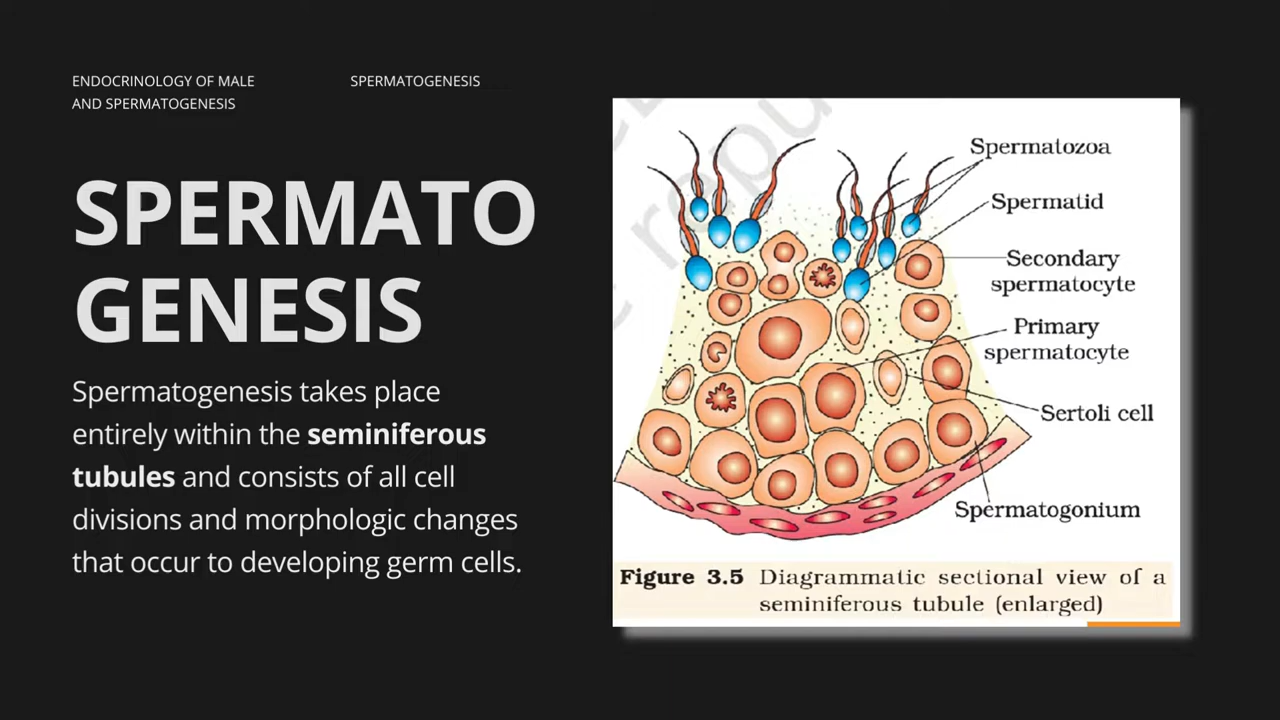 ENDOCRINOLOGY OF MALE
AND SPERMATOGENESIS
SPERMATOGENESIS
SPERMATO
GENESIS
Spermatogenesis takes place
entirely within the seminiferous
tubules and consists of all cell
divisions and morphologic changes
that occur to developing germ cells.
Spermatozoa
Spermatid
Secondary
spermatocyte
Primary
spermatocyte
Sertoli cell
Spermatogonium
Figure 3.5 Diagrammatic sectional view of a
seminiferous tubule (enlarged)